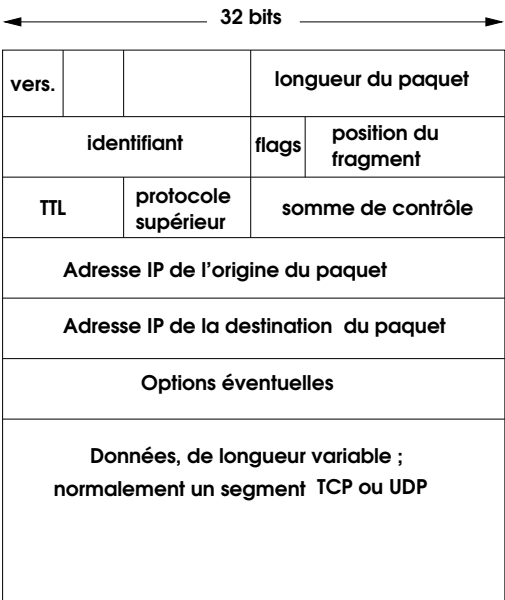 32 bits
vers.
longueur du paquet
identifiant
flags
position du
fragment
TTL
protocole
supérieur
somme de contrôle
Adresse IP de l'origine du paquet
Adresse IP de la destination du paquet
Options éventuelles
Données, de longueur variable ;
normalement un segment TCP ou UDP